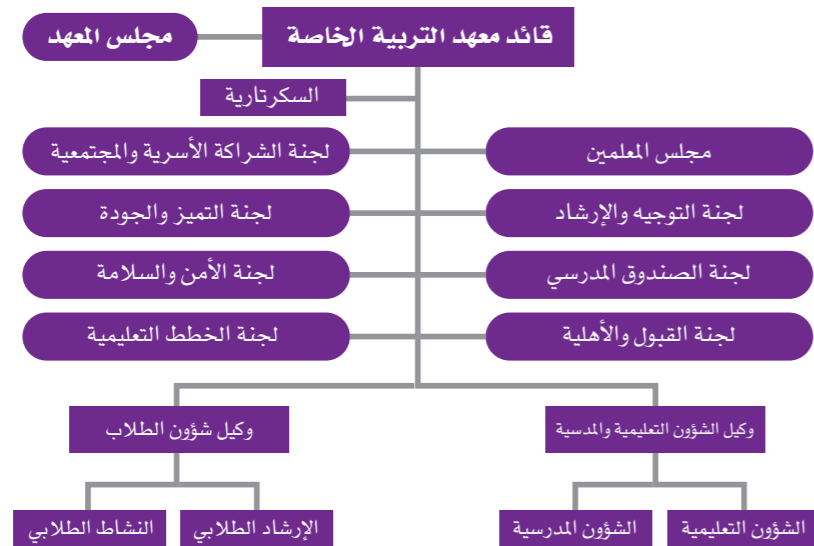 قائد معهد التربية الخاصة
مجلس المعهد
السكرتارية
مجلس المعلمين
لجنة الشراكة الأسرية والمجتمعية
لجنة التوجيه والإرشاد
لجنة التميز والجودة
لجنة الصندوق المدرسي
لجنة الأمن والسلامة
لجنة القبول والأهلية
لجنة الخطط التعليمية
وكيل الشؤون التعليمية والمدسية
وكيل شؤون الطلاب
الشؤون التعليمية
الشؤون المدرسية
الإرشاد الطلابي
النشاط الطلابي